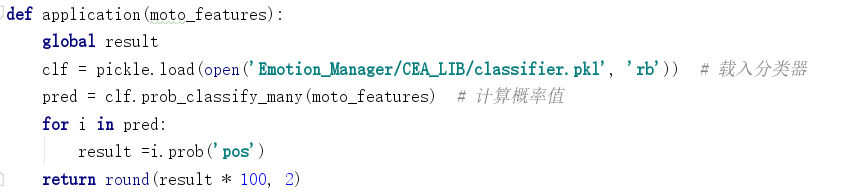 def application(moto_features):
    global result
    clf = pickle.load(open('Emotion_Manager/CEA_LIB/classifier.pkl', 'rb'))  # 载入分类器
    pred = clf.prob_classify_many(moto_features)  # 计算概率值
    for i in pred:
        result =i.prob('pos')
    return round(result * 100, 2)